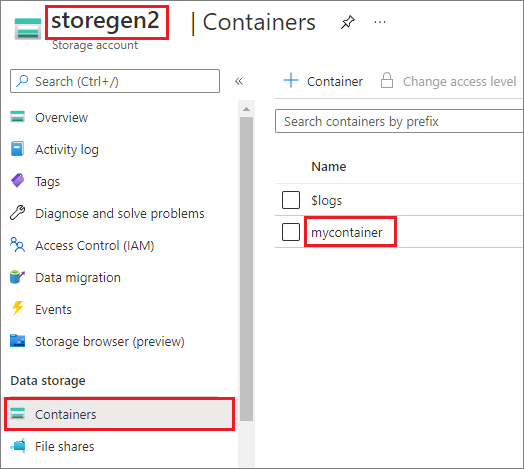 storegen2 | Containers ...
Storage account
Search (Ctrl+/) «
Overview
Activity log
Tags
Diagnose and solve problems
Access Control (IAM)
Data migration
Events
Storage browser (preview)
Data storage
Containers
File shares
+ Container Change access level
Search containers by prefix
Name
$logs
mycontainer